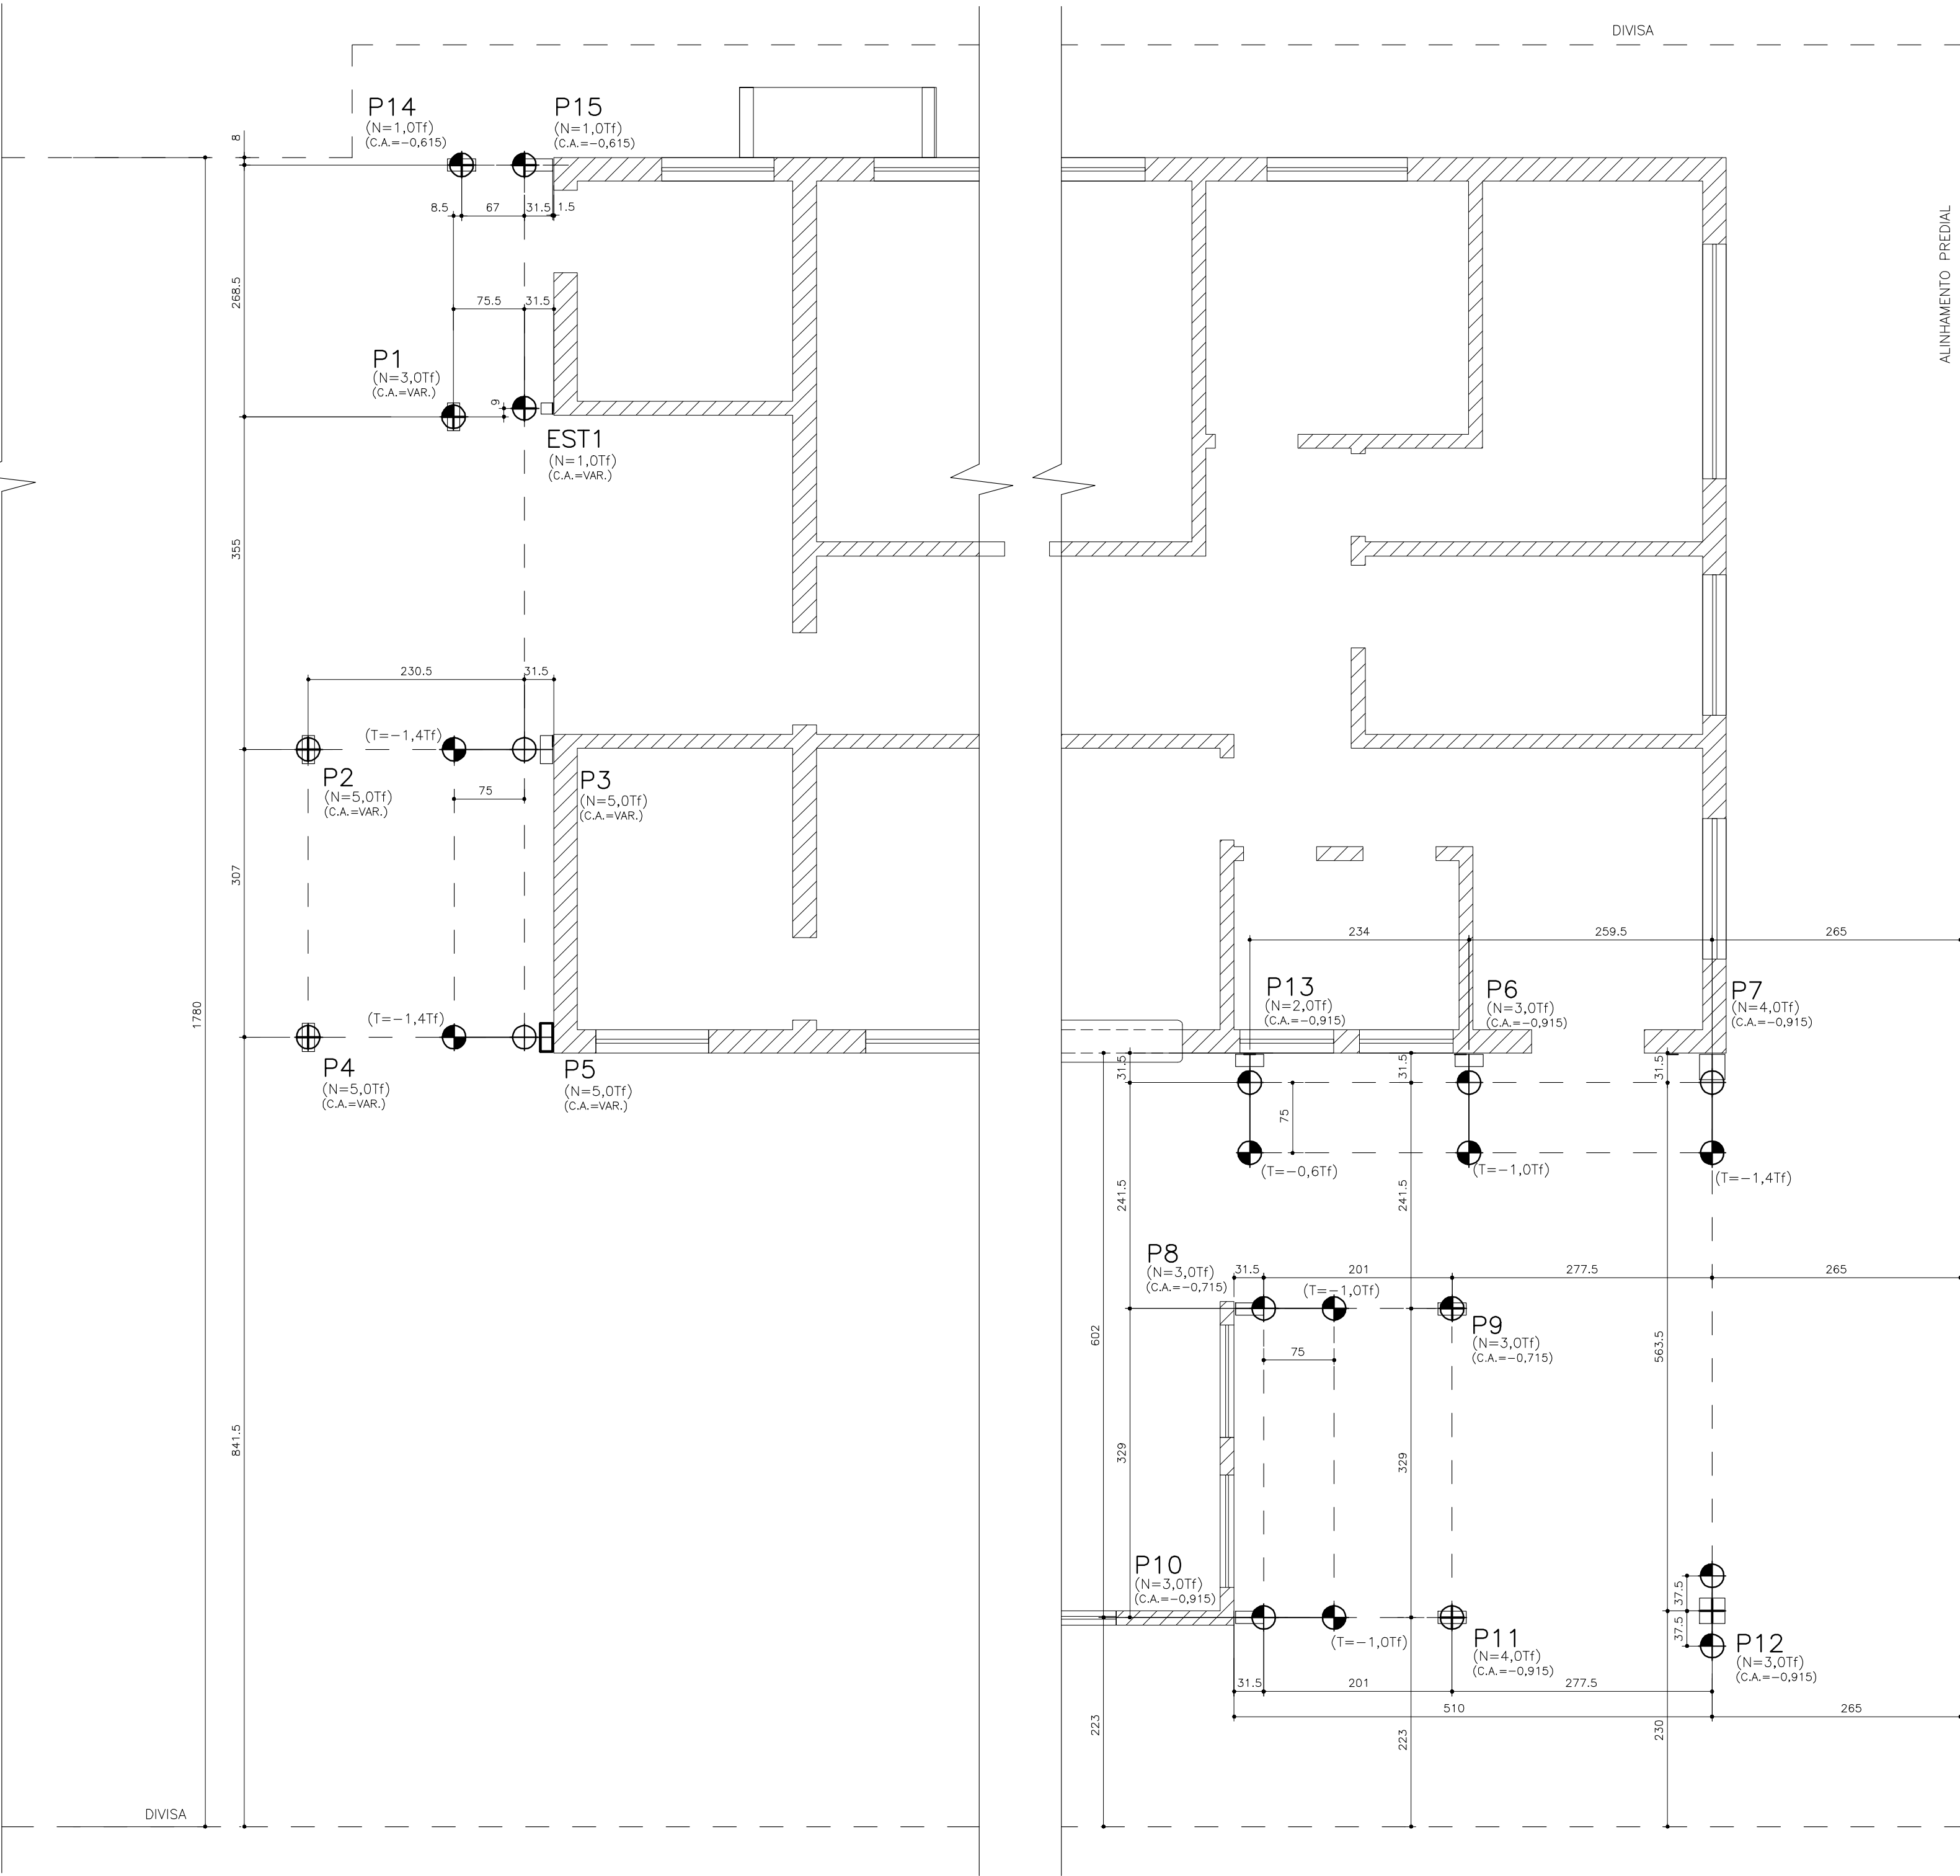 DIVISA
ALINHAMENTO PREDIAL
P14
(N=1,0Tf)
(C.A.=-0,615)
P15
(N=1,0Tf)
(C.A.=-0,615)
8
8.5
67
31.5
1.5
268.5
75.5
31.5
P1
(N=3,0Tf)
(C.A.=VAR.)
9
EST1
(N=1,0Tf)
(C.A.=VAR.)
355
230.5
31.5
(T=-1,4Tf)
P2
(N=5,0Tf)
(C.A.=VAR.)
75
P3
(N=5,0Tf)
(C.A.=VAR.)
307
1780
(T=-1,4Tf)
P4
(N=5,0Tf)
(C.A.=VAR.)
P5
(N=5,0Tf)
(C.A.=VAR.)
841.5
DIVISA
234
259.5
265
P13
(N=2,0Tf)
(C.A.=-0,915)
P6
(N=3,0Tf)
(C.A.=-0,915)
P7
(N=4,0Tf)
(C.A.=-0,915)
31.5
31.5
31.5
75
(T=-0,6Tf)
(T=-1,0Tf)
(T=-1,4Tf)
241.5
241.5
P8
(N=3,0Tf)
(C.A.=-0,715)
31.5
201
277.5
265
(T=-1,0Tf)
P9
(N=3,0Tf)
(C.A.=-0,715)
75
602
563.5
329
329
P10
(N=3,0Tf)
(C.A.=-0,915)
(T=-1,0Tf)
P11
(N=4,0Tf)
(C.A.=-0,915)
37.5
37.5
P12
(N=3,0Tf)
(C.A.=-0,915)
31.5
201
277.5
510
265
223
223
230